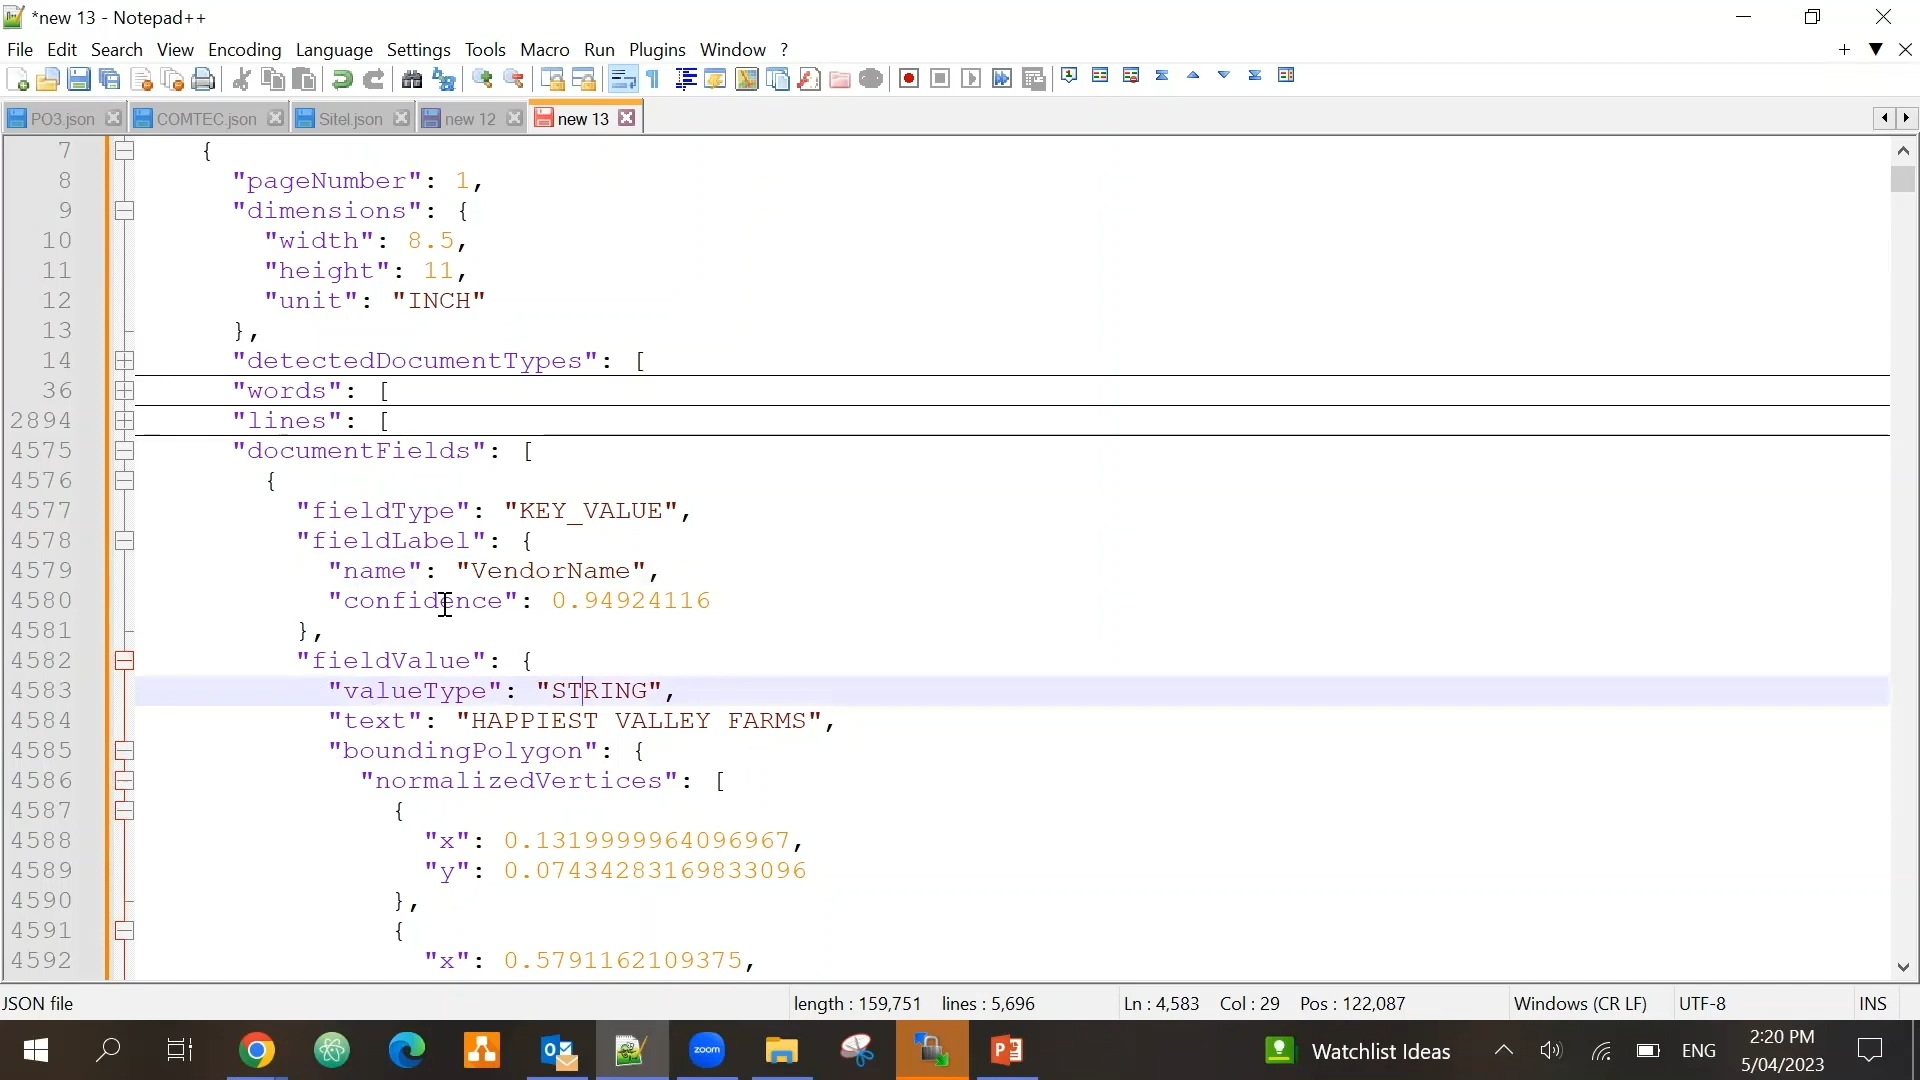 *new 13 - Notepad++
File Edit Search View Encoding Language Settings Tools Macro Run Plugins Window ?
PO3.json COMTEC.json Sitel.json new 12 new 13
7 {
8 "pageNumber": 1,
9 "dimensions": {
10 "width": 8.5,
11 "height": 11,
12 "unit": "INCH"
13 },
14 "detectedDocumentTypes": [
36 "words": [
2894 "lines": [
4575 "documentFields": [
4576 {
4577 "fieldType": "KEY_VALUE",
4578 "fieldLabel": {
4579 "name": "VendorName",
4580 "confidence": 0.94924116
4581 },
4582 "fieldValue": {
4583 "valueType": "STRING",
4584 "text": "HAPPIEST VALLEY FARMS",
4585 "boundingPolygon": {
4586 "normalizedVertices": [
4587 {
4588 "x": 0.1319999964096967,
4589 "y": 0.07434283169833096
4590 },
4591 {
4592 "x": 0.5791162109375,
JSON file length : 159,751 lines : 5,696 Ln : 4,583 Col : 29 Pos : 122,087 Windows (CR LF) UTF-8 INS
zoom Watchlist Ideas ENG 2:20 PM
5/04/2023